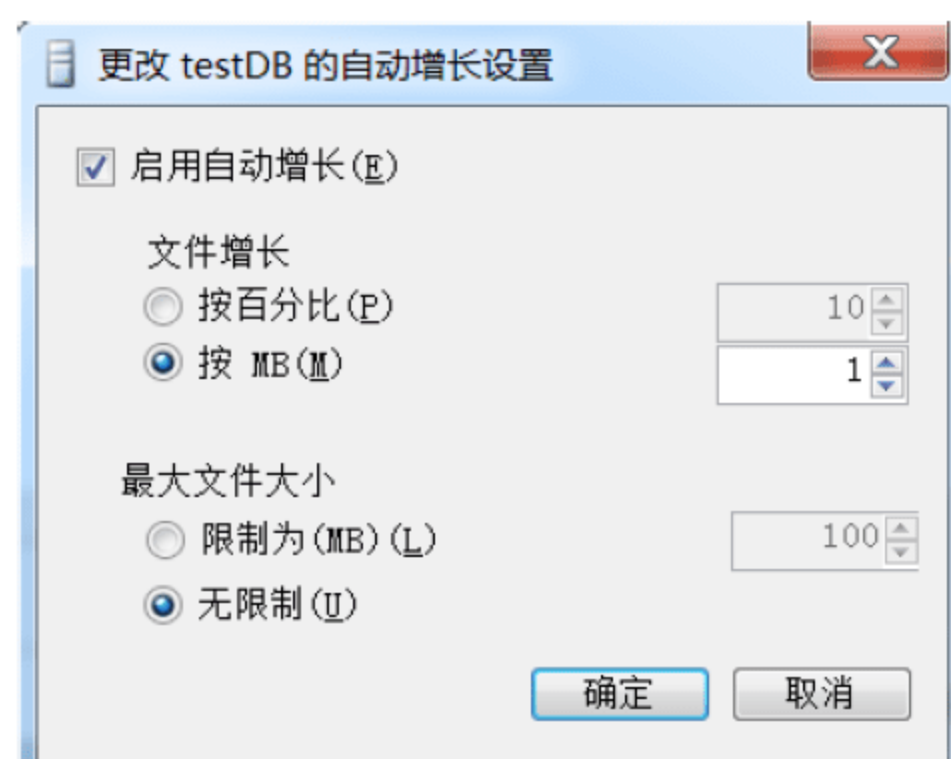 更改 testDB 的自动增长设置
启用自动增长(E)
文件增长
按百分比(P) 10
按 MB(M) 1
最大文件大小
限制为(MB)(L) 100
无限制(U)
确定 取消